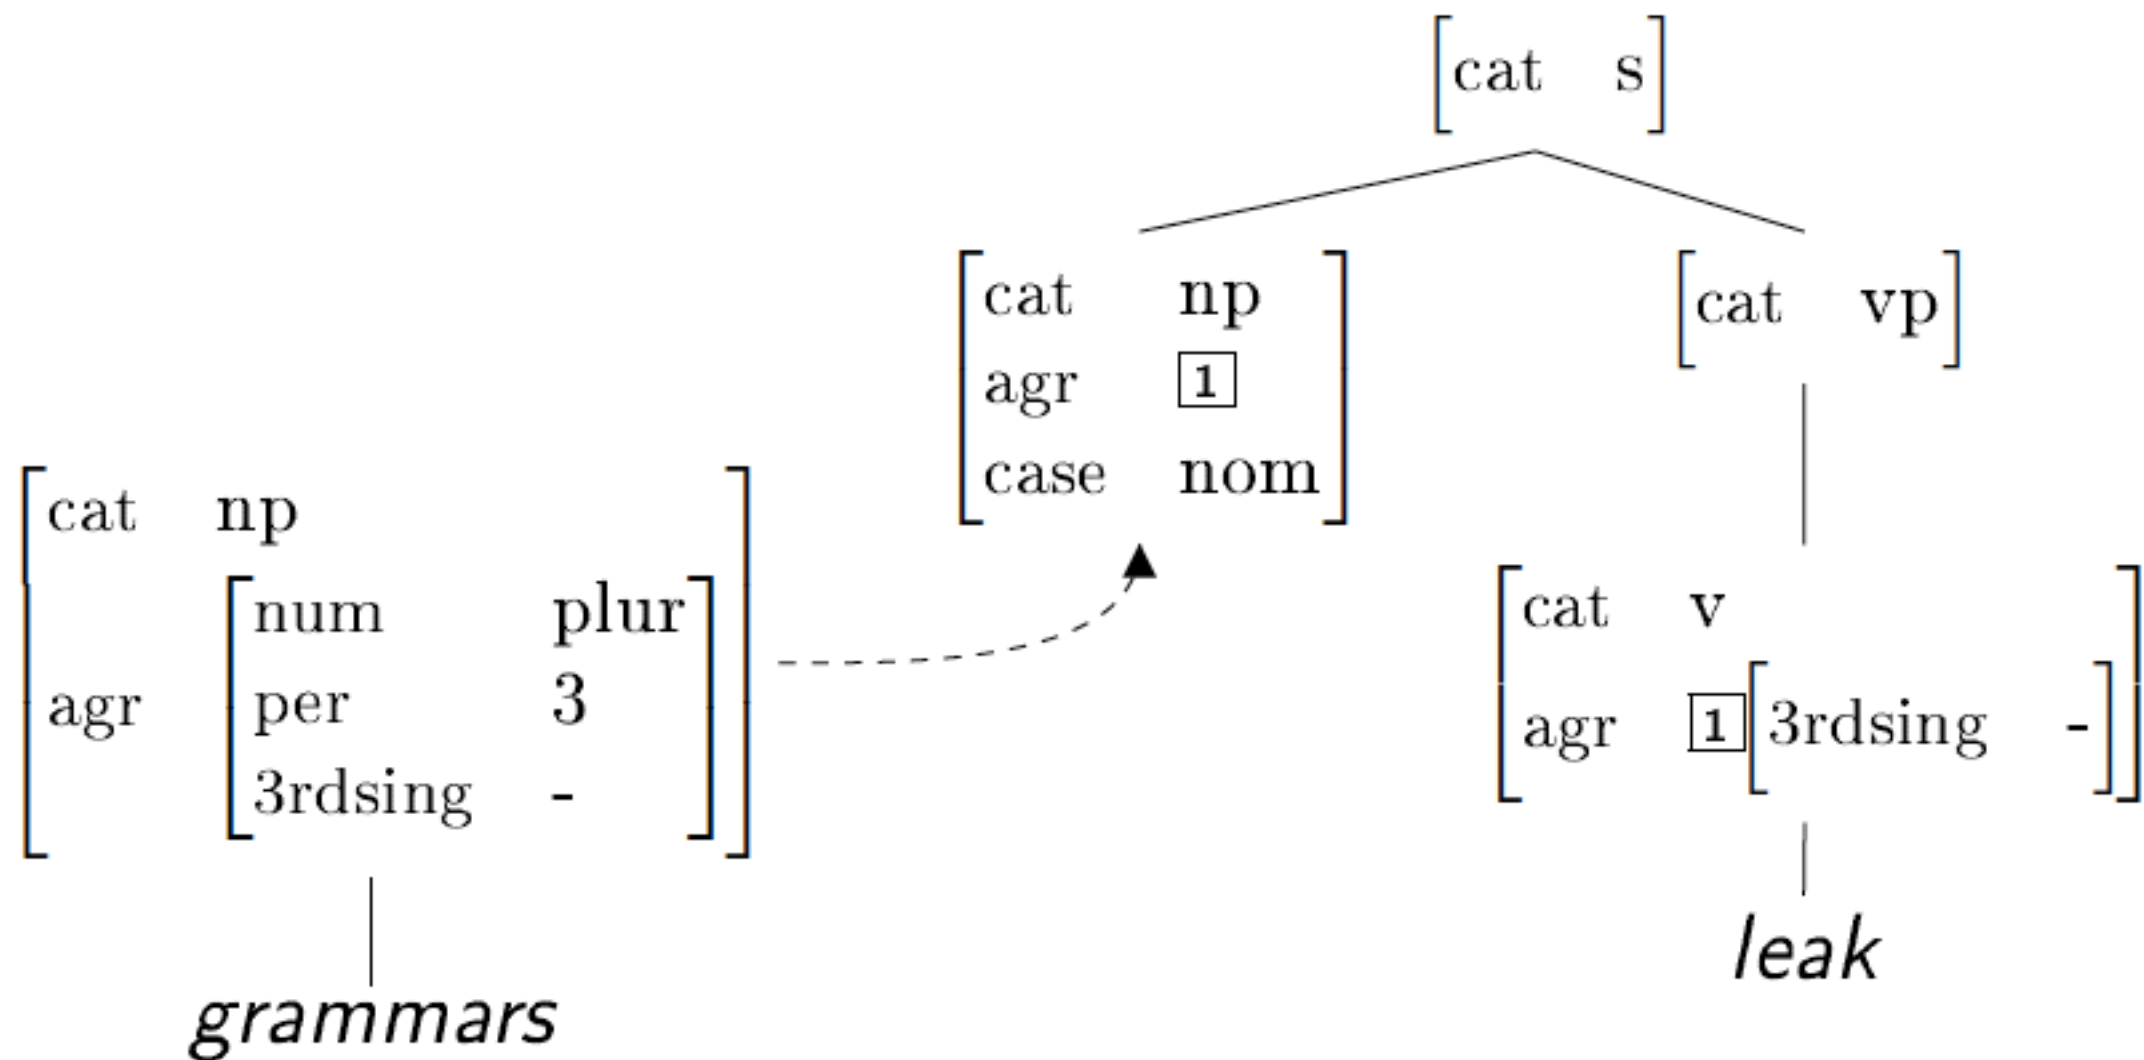 cat s
cat np
agr 1
case nom
cat vp
cat np
agr
num plur
per 3
3rdsing -
grammars
cat v
agr 1 3rdsing -
leak